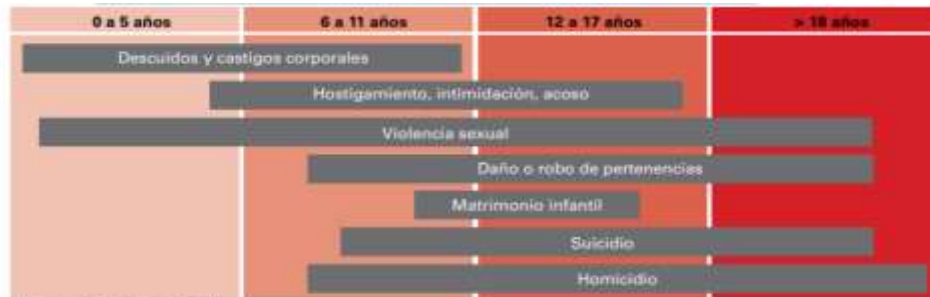 0 a 5 años
6 a 11 años
12 a 17 años
> 18 años
Descuidos y castigos corporales
Hostigamiento, intimidación, acoso
Violencia sexual
Daño o robo de pertenencias
Matrimonio infantil
Suicidio
Homicidio